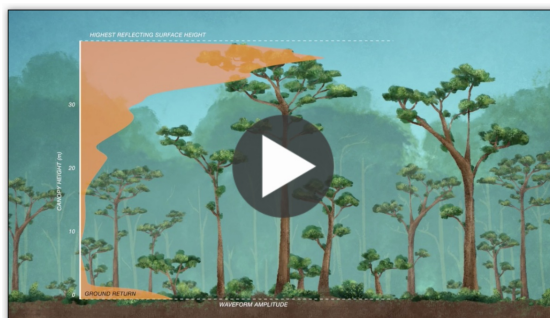 HIGHEST REFLECTING SURFACE HEIGHT
30
20
10
0
CANOPY HEIGHT (m)
GROUND RETURN
WAVEFORM AMPLITUDE